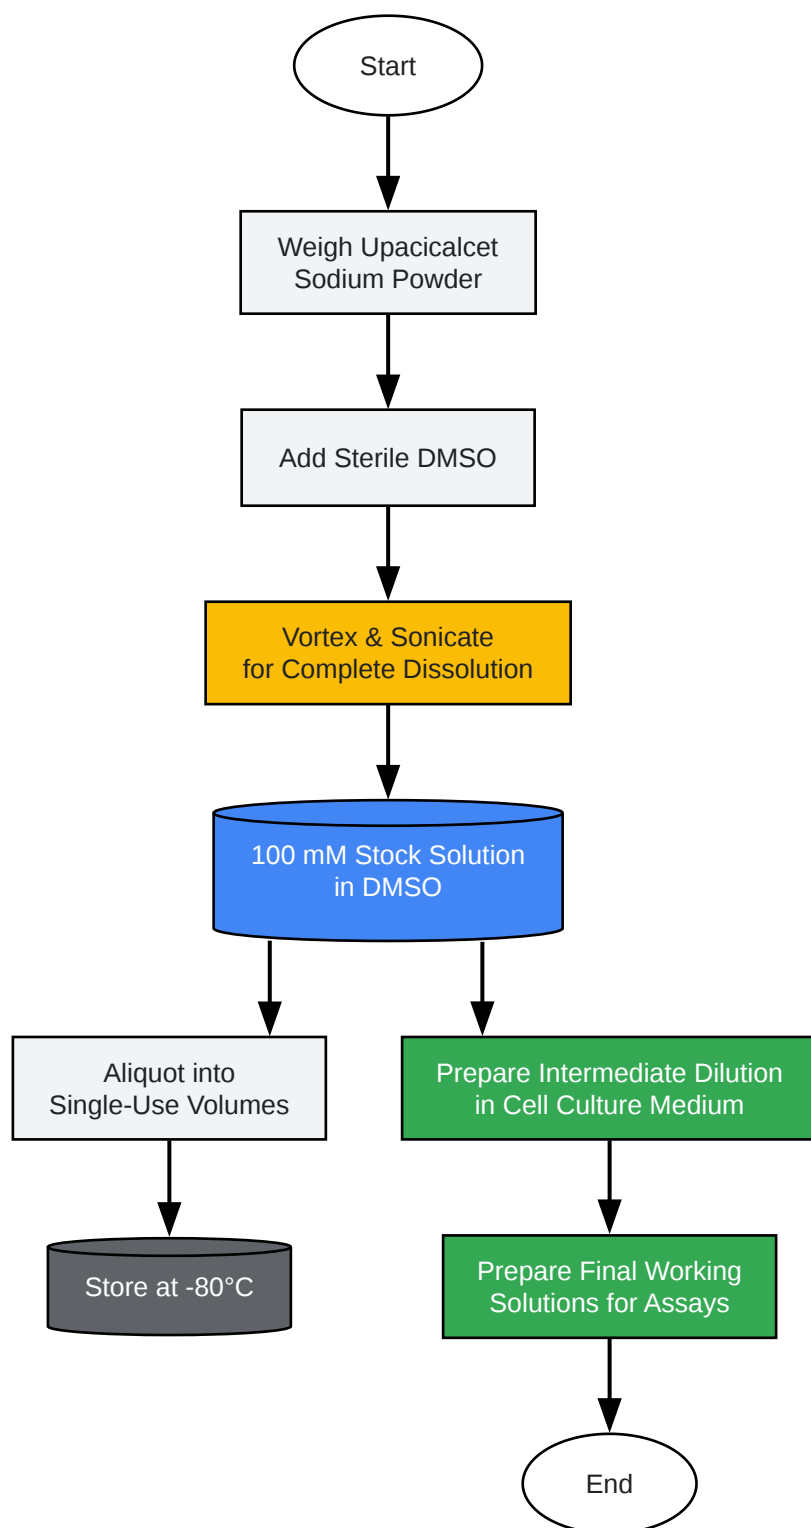 Start
Weigh Upacicalcet
Sodium Powder
Add Sterile DMSO
Vortex & Sonicate
for Complete Dissolution
100 mM Stock Solution
in DMSO
Aliquot into
Single-Use Volumes
Prepare Intermediate Dilution
in Cell Culture Medium
Store at -80°C
Prepare Final Working
Solutions for Assays
End